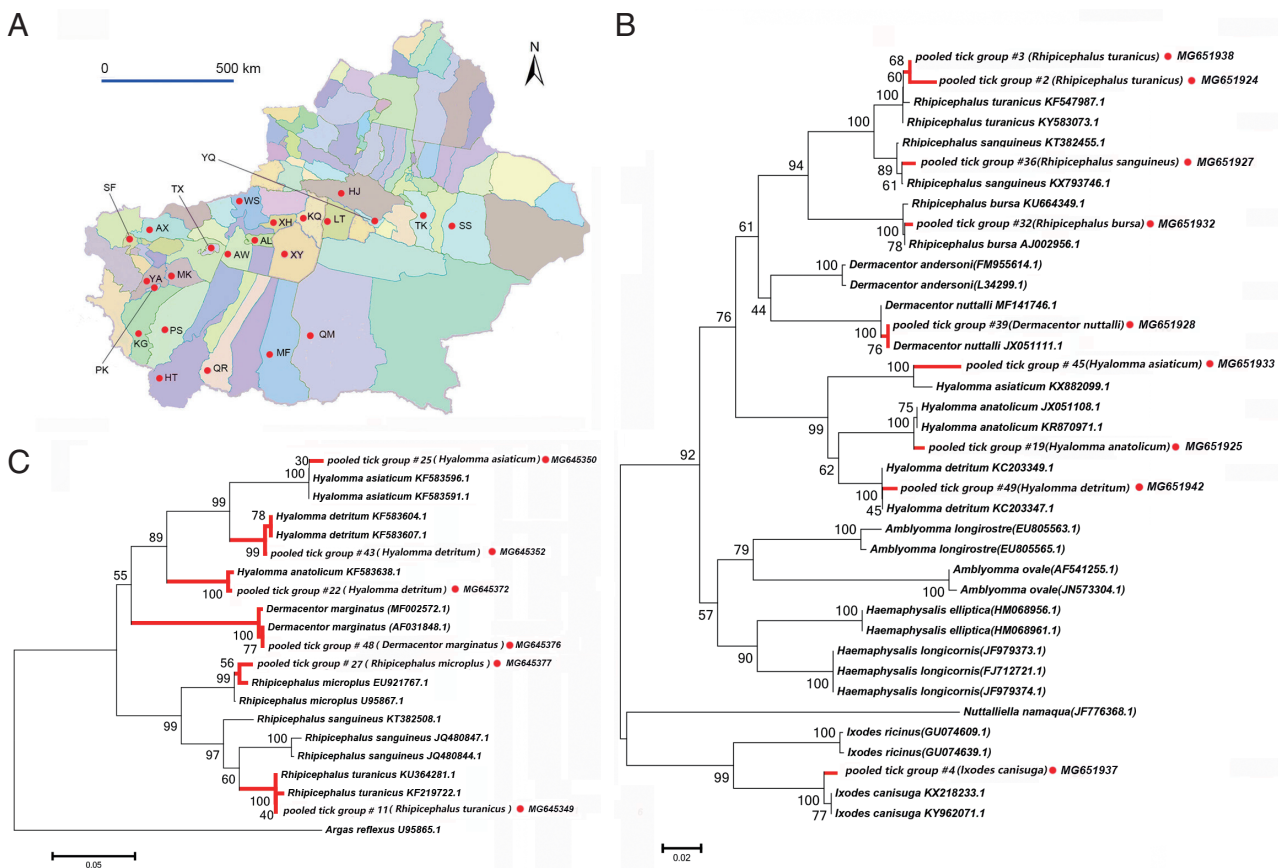 A
0
500 km
N
YQ
SF
TX
WS
HJ
AX
XH
KQ
LT
TK
SS
AL
AW
XY
YA
MK
PS
KG
PK
QM
MF
QR
HT
B
68
pooled tick group #3 (Rhipicephalus turanicus) MG651938
60
pooled tick group #2 (Rhipicephalus turanicus) MG651924
100
Rhipicephalus turanicus KF547987.1
Rhipicephalus turanicus KY583073.1
100
Rhipicephalus sanguineus KT382455.1
pooled tick group #36(Rhipicephalus sanguineus) MG651927
89
61
Rhipicephalus sanguineus KX793746.1
94
Rhipicephalus bursa KU664349.1
pooled tick group #32(Rhipicephalus bursa) MG651932
100
78
Rhipicephalus bursa AJ002956.1
61
100
Dermacentor andersoni(FM955614.1)
Dermacentor andersoni(L34299.1)
44
Dermacentor nuttalli MF141746.1
pooled tick group #39(Dermacentor nuttalli) MG651928
100
76
Dermacentor nuttalli JX051111.1
76
pooled tick group # 45(Hyalomma asiaticum) MG651933
100
Hyalomma asiaticum KX882099.1
75
Hyalomma anatolicum JX051108.1
100
Hyalomma anatolicum KR870971.1
99
pooled tick group #19(Hyalomma anatolicum) MG651925
62
Hyalomma detritum KC203349.1
pooled tick group #49(Hyalomma detritum) MG651942
100
45
Hyalomma detritum KC203347.1
92
100
Amblyomma longirostre(EU805563.1)
Amblyomma longirostre(EU805565.1)
79
Amblyomma ovale(AF541255.1)
100
Amblyomma ovale(JN573304.1)
57
100
Haemaphysalis elliptica(HM068956.1)
Haemaphysalis elliptica(HM068961.1)
90
Haemaphysalis longicornis(JF979373.1)
Haemaphysalis longicornis(FJ712721.1)
100
Haemaphysalis longicornis(JF979374.1)
Nuttalliella namaqua(JF776368.1)
100
Ixodes ricinus(GU074609.1)
Ixodes ricinus(GU074639.1)
99
pooled tick group #4(Ixodes canisuga) MG651937
100
Ixodes canisuga KX218233.1
77
Ixodes canisuga KY962071.1
0.02
C
30
pooled tick group #25 (Hyalomma asiaticum) MG645350
100
Hyalomma asiaticum KF583596.1
Hyalomma asiaticum KF583591.1
99
78
Hyalomma detritum KF583604.1
Hyalomma detritum KF583607.1
99
pooled tick group #43 (Hyalomma detritum) MG645352
89
Hyalomma anatolicum KF583638.1
100
pooled tick group #22 (Hyalomma detritum) MG645372
55
Dermacentor marginatus (MF002572.1)
100
Dermacentor marginatus (AF031848.1)
77
pooled tick group # 48 (Dermacentor marginatus) MG645376
56
pooled tick group # 27 (Rhipicephalus microplus) MG645377
99
Rhipicephalus microplus EU921767.1
Rhipicephalus microplus U95867.1
99
Rhipicephalus sanguineus KT382508.1
97
100
Rhipicephalus sanguineus JQ480847.1
Rhipicephalus sanguineus JQ480844.1
60
Rhipicephalus turanicus KU364281.1
Rhipicephalus turanicus KF219722.1
100
40
pooled tick group # 11 (Rhipicephalus turanicus) MG645349
Argas reflexus U95865.1
0.05